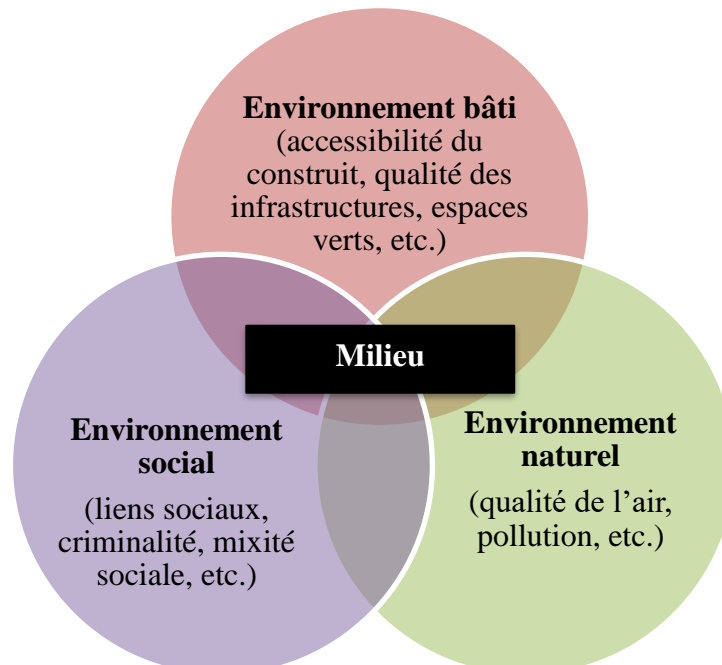 Environnement bâti
(accessibilité du
construit, qualité des
infrastructures, espaces
verts, etc.)
Milieu
Environnement
social
(liens sociaux,
criminalité, mixité
sociale, etc.)
Environnement
naturel
(qualité de l’air,
pollution, etc.)